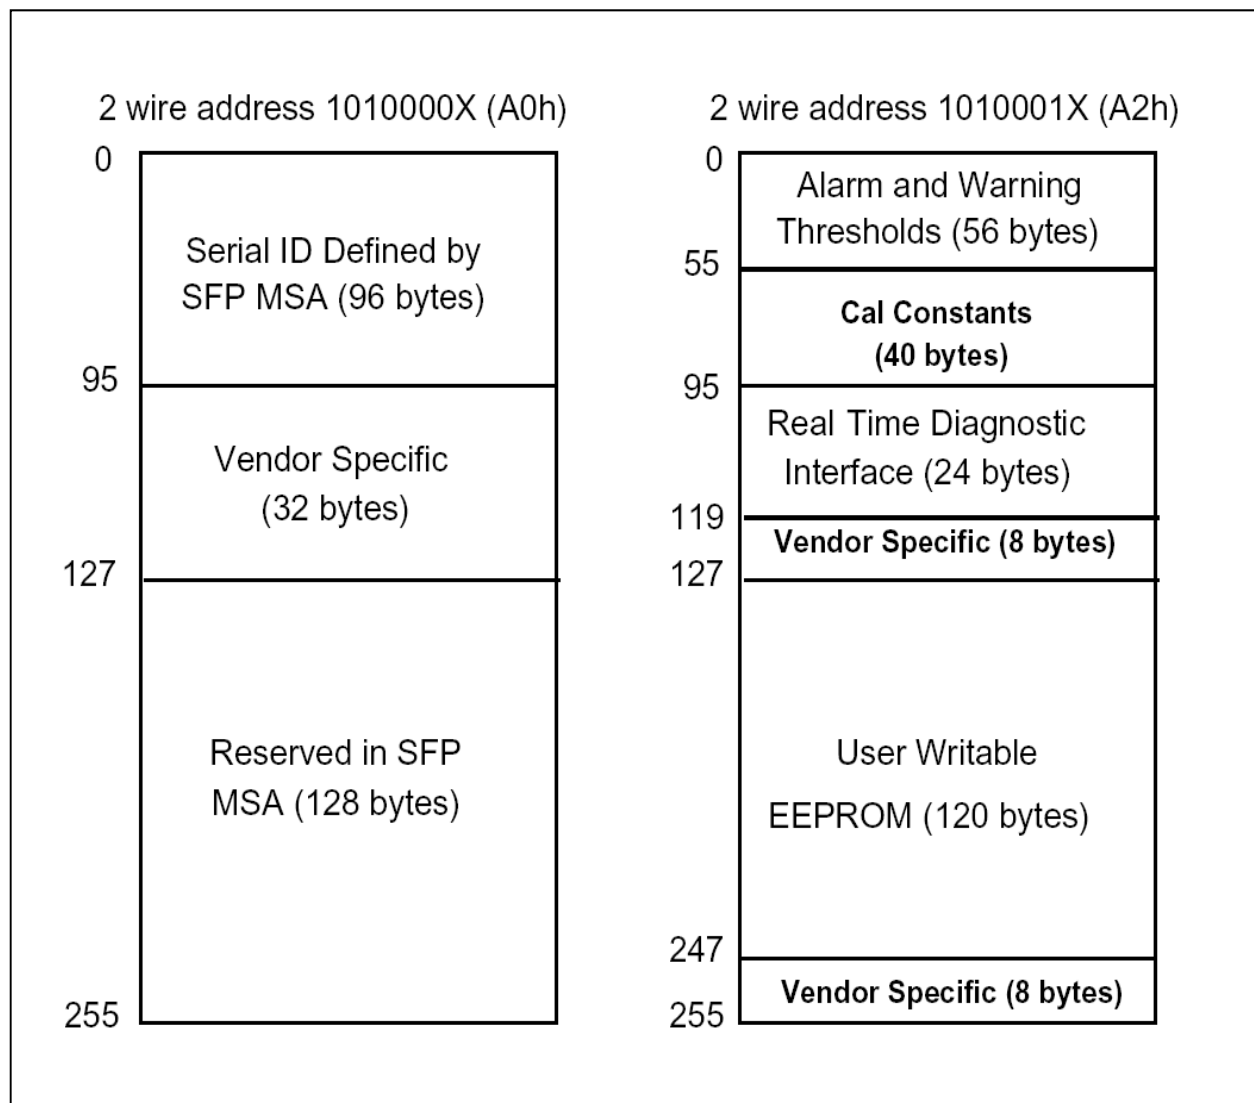 2 wire address 1010000X (A0h)
0
Serial ID Defined by
SFP MSA (96 bytes)
95
Vendor Specific
(32 bytes)
127
Reserved in SFP
MSA (128 bytes)
255
2 wire address 1010001X (A2h)
0
Alarm and Warning
Thresholds (56 bytes)
55
Cal Constants
(40 bytes)
95
Real Time Diagnostic
Interface (24 bytes)
119
Vendor Specific (8 bytes)
127
User Writable
EEPROM (120 bytes)
247
Vendor Specific (8 bytes)
255